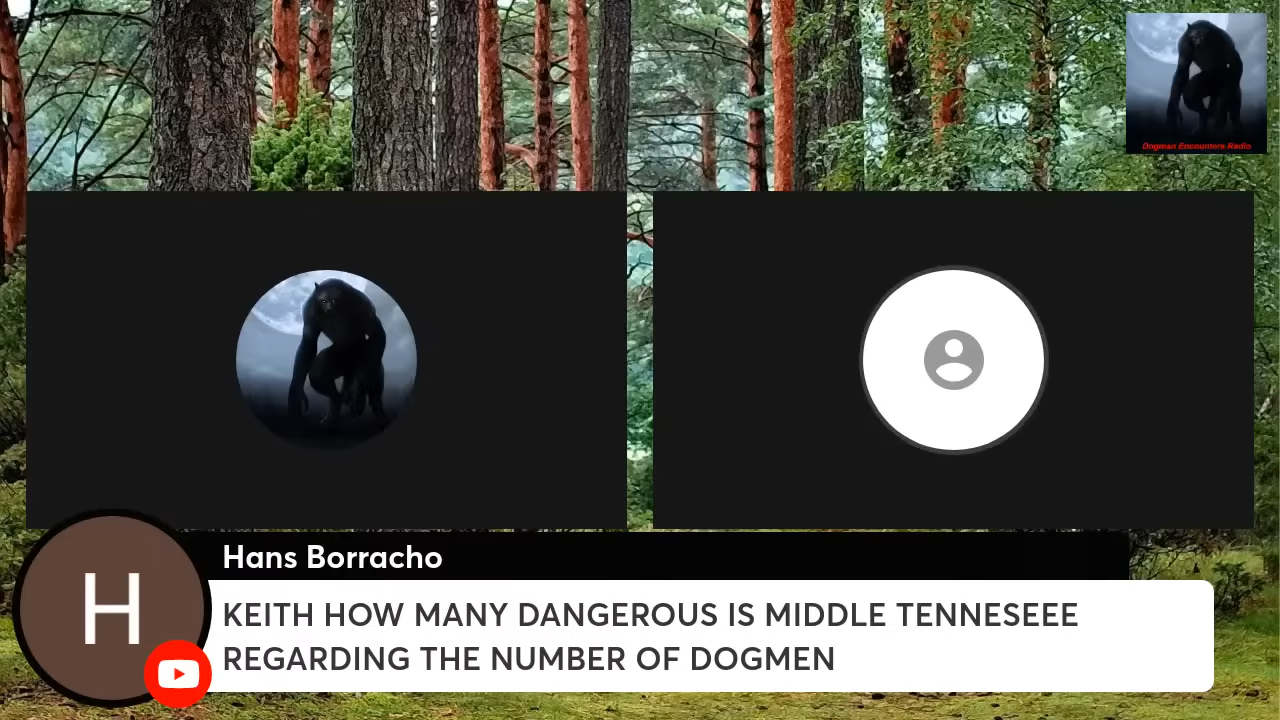 Dogman Encounters Radio
Hans Borracho
H
KEITH HOW MANY DANGEROUS IS MIDDLE TENNESEEE
REGARDING THE NUMBER OF DOGMEN